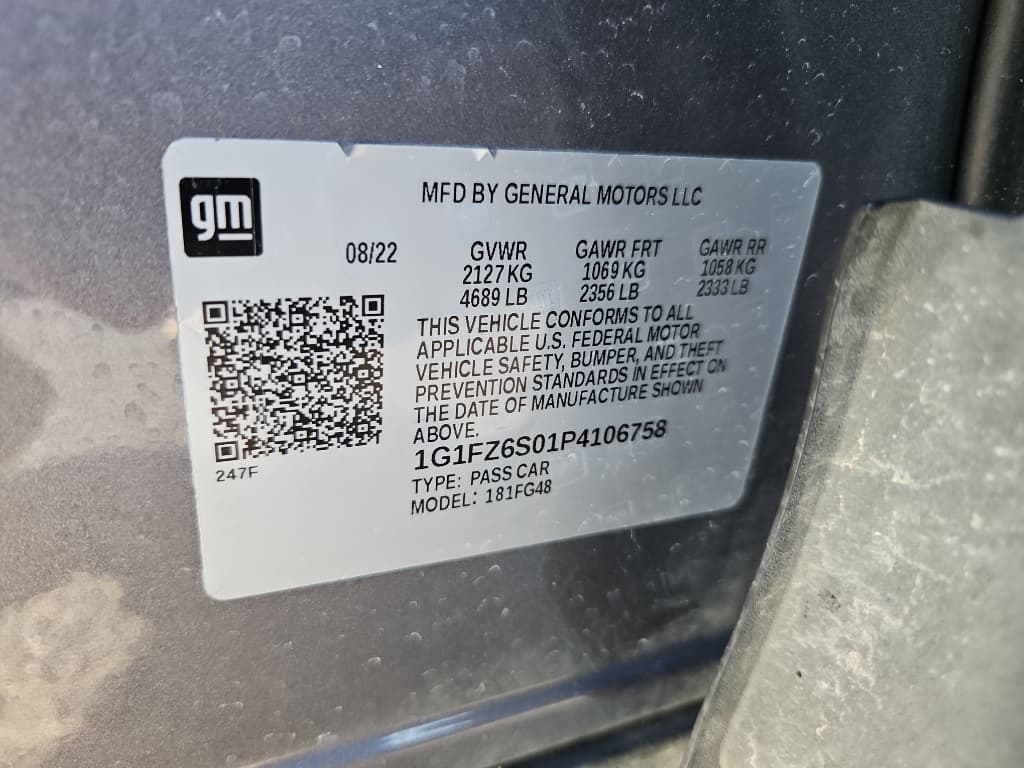 gm
MFD BY GENERAL MOTORS LLC
08/22 GVWR GAWR FRT GAWR RR
2127 KG 1069 KG 1058 KG
4689 LB 2356 LB 2333 LB
THIS VEHICLE CONFORMS TO ALL
APPLICABLE U.S. FEDERAL MOTOR
VEHICLE SAFETY, BUMPER, AND THEFT
PREVENTION STANDARDS IN EFFECT ON
THE DATE OF MANUFACTURE SHOWN
ABOVE.
1G1FZ6S01P4106758
247F
TYPE: PASS CAR
MODEL: 181FG48